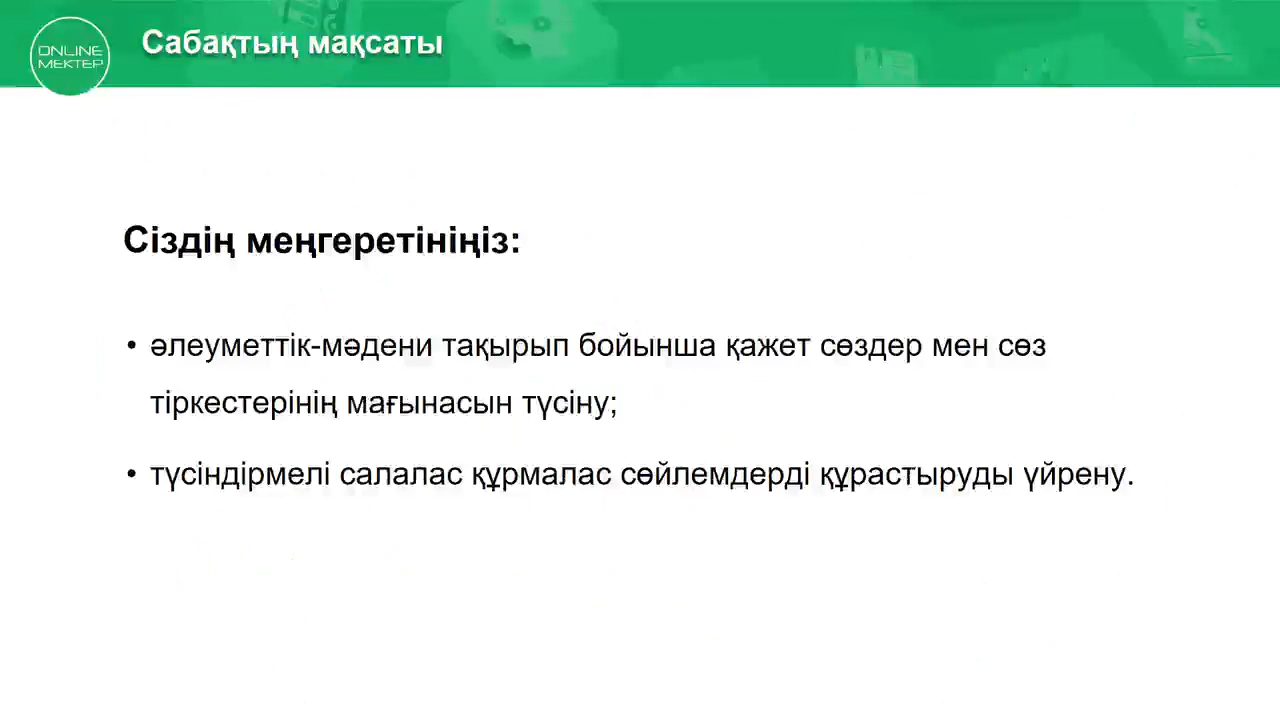 Сабақтың мақсаты
ONLINE
МЕКТЕР
Сіздің меңгеретініңіз:
• әлеуметтік-мәдени тақырып бойынша қажет сөздер мен сөз
тіркестерінің мағынасын түсіну;
• түсіндірмелі салалас құрмалас сөйлемдерді құрастыруды үйрену.